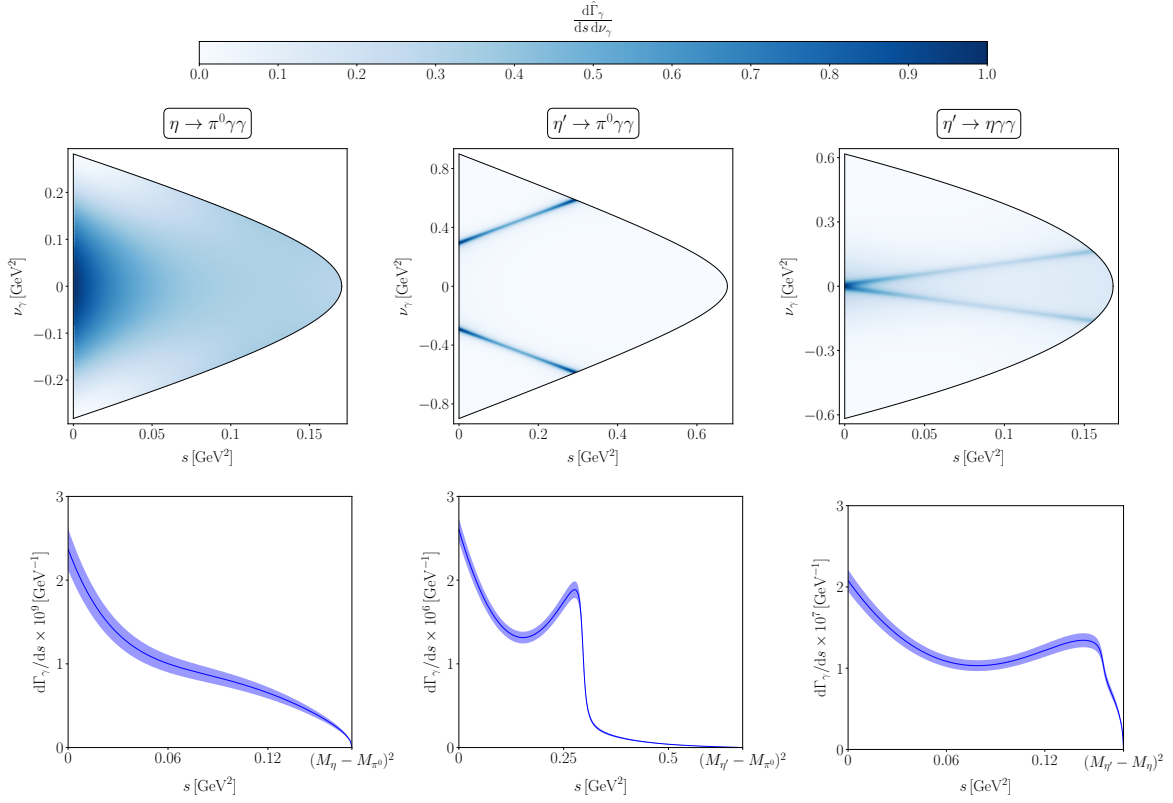 dΓ̂_γ / ds dν_γ
0.0 0.1 0.2 0.3 0.4 0.5 0.6 0.7 0.8 0.9 1.0
η → π⁰γγ
η′ → π⁰γγ
η′ → ηγγ
ν_γ [GeV²]
0.2
0.1
0
−0.1
−0.2
0 0.05 0.1 0.15
s [GeV²]
ν_γ [GeV²]
0.8
0.4
0
−0.4
−0.8
0 0.2 0.4 0.6
s [GeV²]
ν_γ [GeV²]
0.6
0.3
0
−0.3
−0.6
0 0.05 0.1 0.15
s [GeV²]
dΓ_γ/ds × 10⁹ [GeV⁻¹]
3
2
1
0
0 0.06 0.12 (M_η − M_π⁰)²
s [GeV²]
dΓ_γ/ds × 10⁶ [GeV⁻¹]
3
2
1
0
0 0.25 0.5 (M_η′ − M_π⁰)²
s [GeV²]
dΓ_γ/ds × 10⁷ [GeV⁻¹]
3
2
1
0
0 0.06 0.12 (M_η′ − M_η)²
s [GeV²]